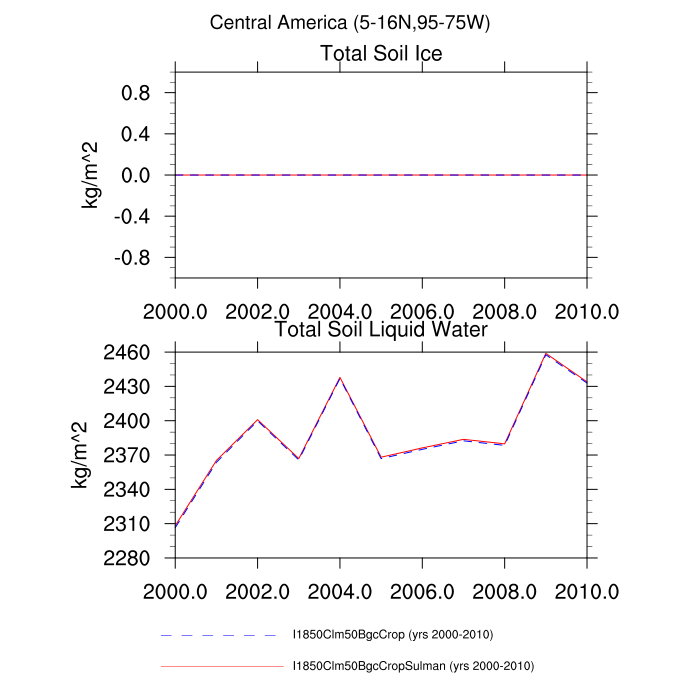 Central America (5-16N,95-75W)
Total Soil Ice
0.8
0.4
0.0
-0.4
-0.8
kg/m^2
2000.0 2002.0 2004.0 2006.0 2008.0 2010.0
Total Soil Liquid Water
2460
2430
2400
2370
2340
2310
2280
kg/m^2
2000.0 2002.0 2004.0 2006.0 2008.0 2010.0
I1850Clm50BgcCrop (yrs 2000-2010)
I1850Clm50BgcCropSulman (yrs 2000-2010)